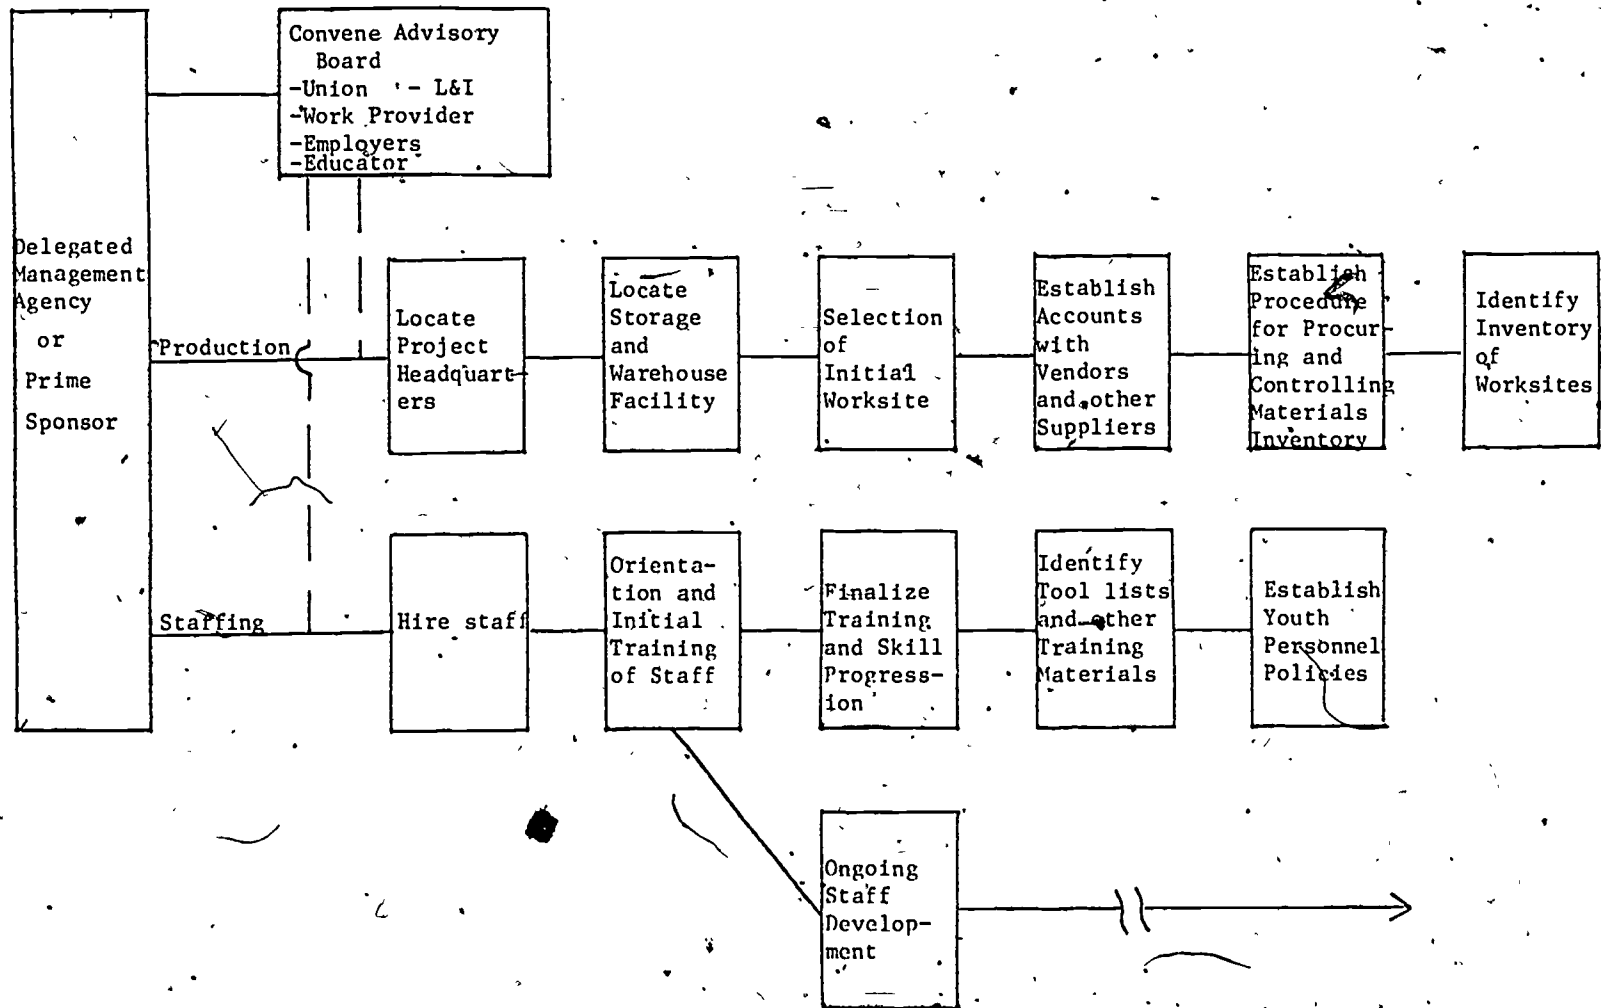 Convene Advisory
Board
-Union - L&I
-Work Provider
-Employers
-Educator
Delegated
Management
Agency
or
Prime
Sponsor
Production
Locate
Project
Headquart-
ers
Locate
Storage
and
Warehouse
Facility
Selection
of
Initial
Worksite
Establish
Accounts
with
Vendors
and other
Suppliers
Establish
Procedure
for Procur-
ing and
Controlling
Materials
Inventory
Identify
Inventory
of
Worksites
Staffing
Hire staff
Orienta-
tion and
Initial
Training
of Staff
Finalize
Training
and Skill
Progress-
ion
Identify
Tool lists
and other
Training
Materials
Establish
Youth
Personnel
Policies
Ongoing
Staff
Develop-
ment